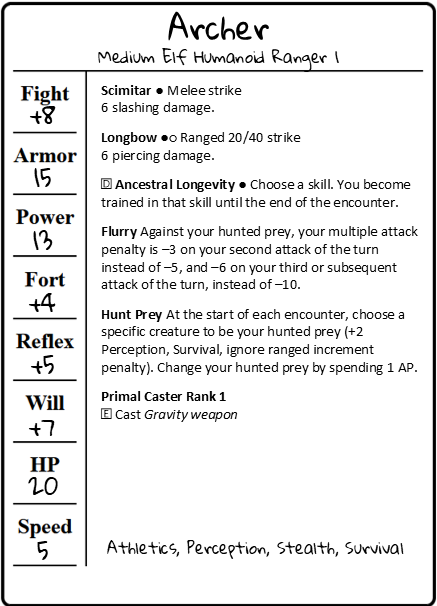 Archer
Medium Elf Humanoid Ranger 1
Fight
+8
Armor
15
Power
13
Fort
+4
Reflex
+5
Will
+7
HP
20
Speed
5
Scimitar ● Melee strike
6 slashing damage.
Longbow ●○ Ranged 20/40 strike
6 piercing damage.
🄳 Ancestral Longevity ● Choose a skill. You become
trained in that skill until the end of the encounter.
Flurry Against your hunted prey, your multiple attack
penalty is –3 on your second attack of the turn
instead of –5, and –6 on your third or subsequent
attack of the turn, instead of –10.
Hunt Prey At the start of each encounter, choose a
specific creature to be your hunted prey (+2
Perception, Survival, ignore ranged increment
penalty). Change your hunted prey by spending 1 AP.
Primal Caster Rank 1
🄴 Cast Gravity weapon
Athletics, Perception, Stealth, Survival